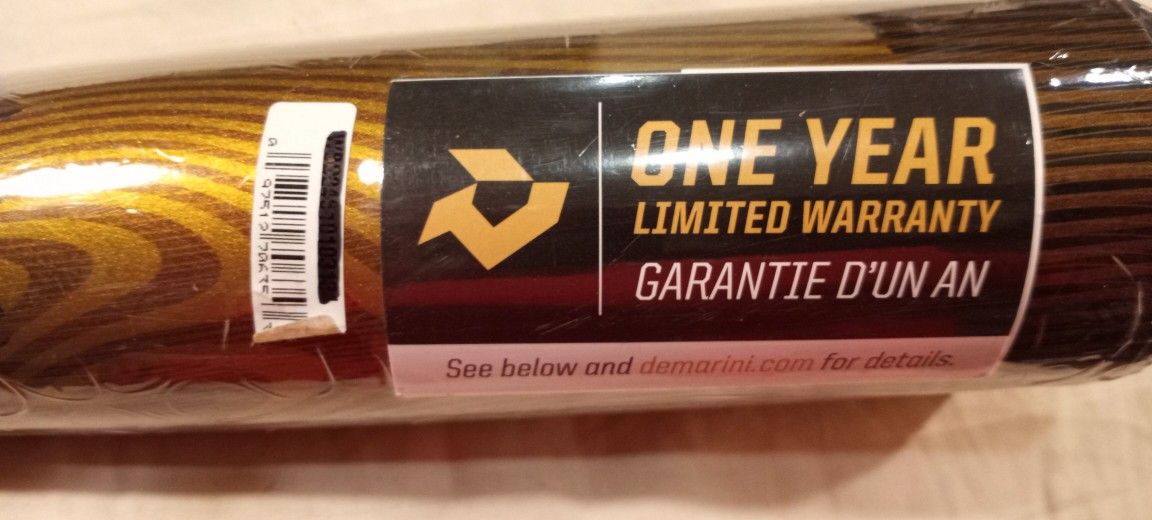 ONE YEAR
LIMITED WARRANTY
GARANTIE D'UN AN
See below and demarini.com for details.